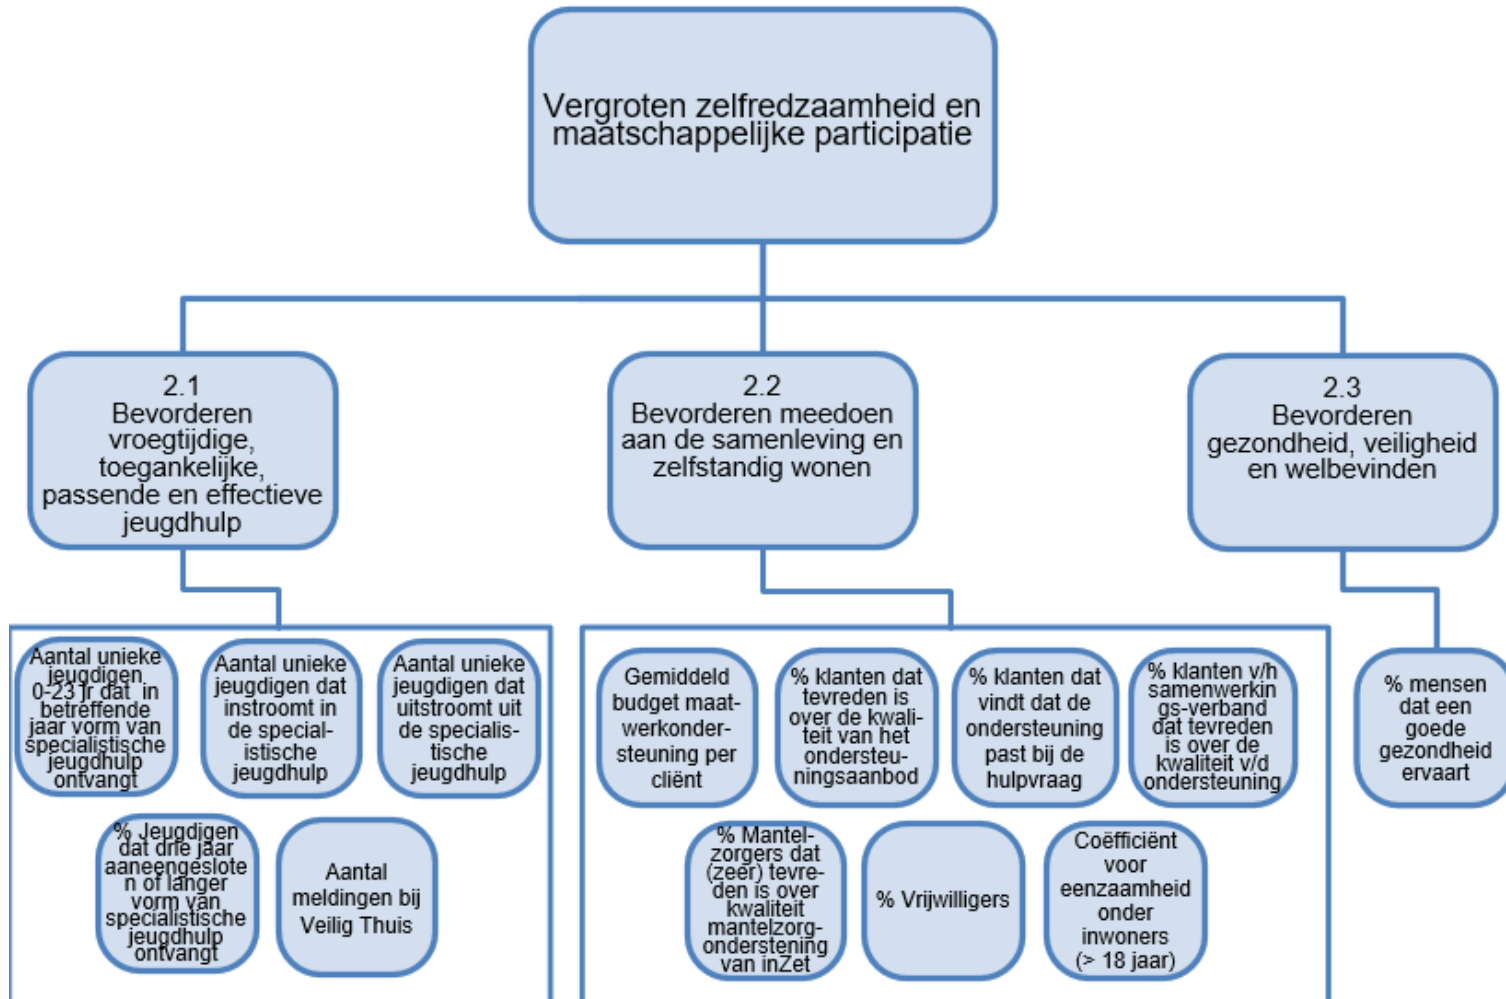 Vergroten zelfredzaamheid en
maatschappelijke participatie
2.1
Bevorderen
vroegtijdige,
toegankelijke,
passende en effectieve
jeugdhulp
2.2
Bevorderen meedoen
aan de samenleving en
zelfstandig wonen
2.3
Bevorderen
gezondheid, veiligheid
en welbevinden
Aantal unieke
jeugdigen
0-23 jr dat in
betreffende
jaar vorm van
specialistische
jeugdhulp
ontvangt
Aantal unieke
jeugdigen dat
instroomt in
de special-
istische
jeugdhulp
Aantal unieke
jeugdigen dat
uitstroomt uit
de specialis-
tische
jeugdhulp
% Jeugdigen
dat drie jaar
aaneengeslote
n of langer
vorm van
specialistische
jeugdhulp
ontvangt
Aantal
meldingen bij
Veilig Thuis
Gemiddeld
budget maat-
werkonder-
steuning per
cliënt
% klanten dat
tevreden is
over de kwali-
teit van het
ondersteu-
ningsaanbod
% klanten dat
vindt dat de
ondersteuning
past bij de
hulpvraag
% klanten v/h
samenwerkin
gs-verband
dat tevreden
is over de
kwaliteit v/d
ondersteuning
% Mantel-
zorgers dat
(zeer) tevre-
den is over
kwaliteit
mantelzorg-
onderstening
van inZet
% Vrijwilligers
Coëfficiënt
voor
eenzaamheid
onder
inwoners
(> 18 jaar)
% mensen
dat een
goede
gezondheid
ervaart